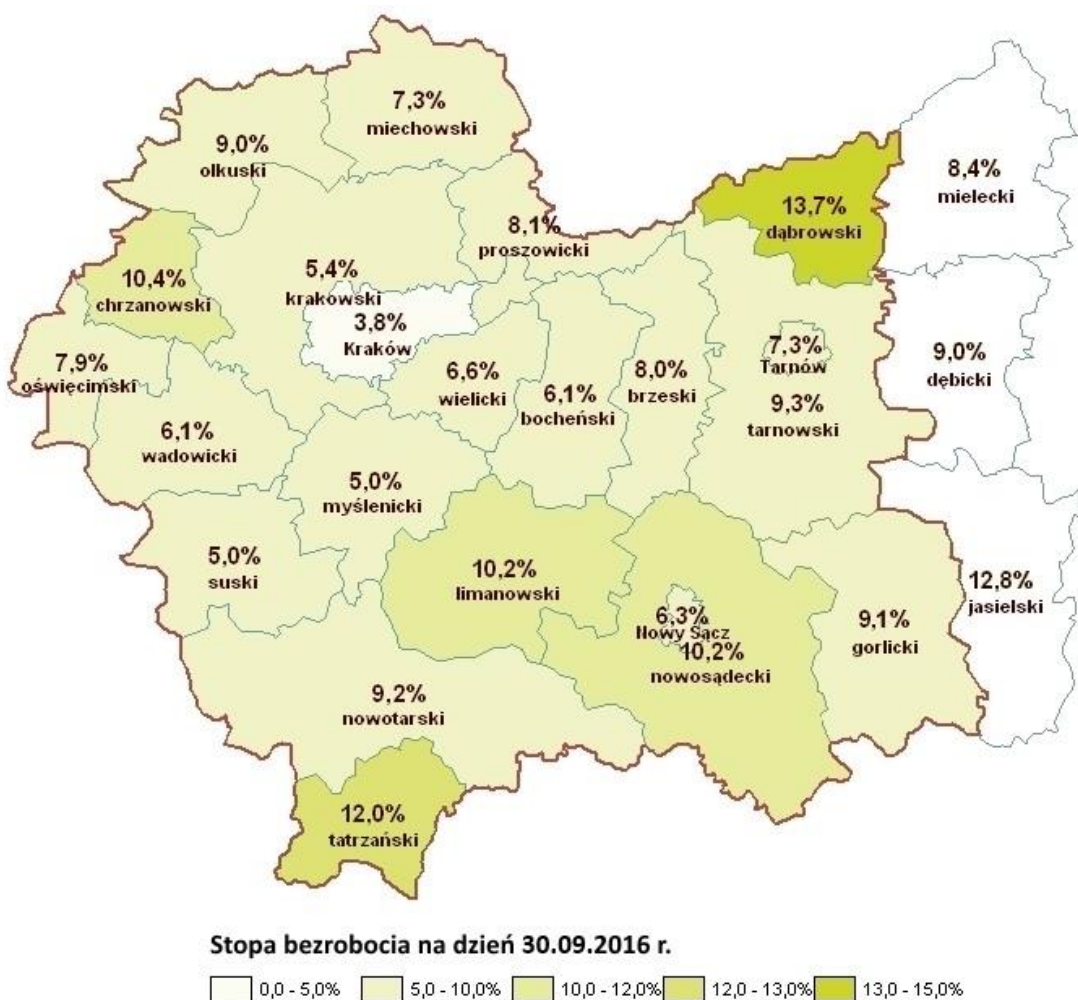 7,3%
miechowski
9,0%
olkuski
8,4%
mielecki
13,7%
dąbrowski
8,1%
proszowicki
5,4%
krakowski
10,4%
chrzanowski
3,8%
Kraków
7,3%
Tarnów
9,0%
dębicki
7,9%
oświęcimski
6,6%
wielicki
6,1%
bocheński
8,0%
brzeski
9,3%
tarnowski
6,1%
wadowicki
5,0%
myślenicki
5,0%
suski
10,2%
limanowski
12,8%
jasielski
6,3%
Nowy Sącz
10,2%
nowosądecki
9,1%
gorlicki
9,2%
nowotarski
12,0%
tatrzański
Stopa bezrobocia na dzień 30.09.2016 r.
0,0 - 5,0% 5,0 - 10,0% 10,0 - 12,0% 12,0 - 13,0% 13,0 - 15,0%